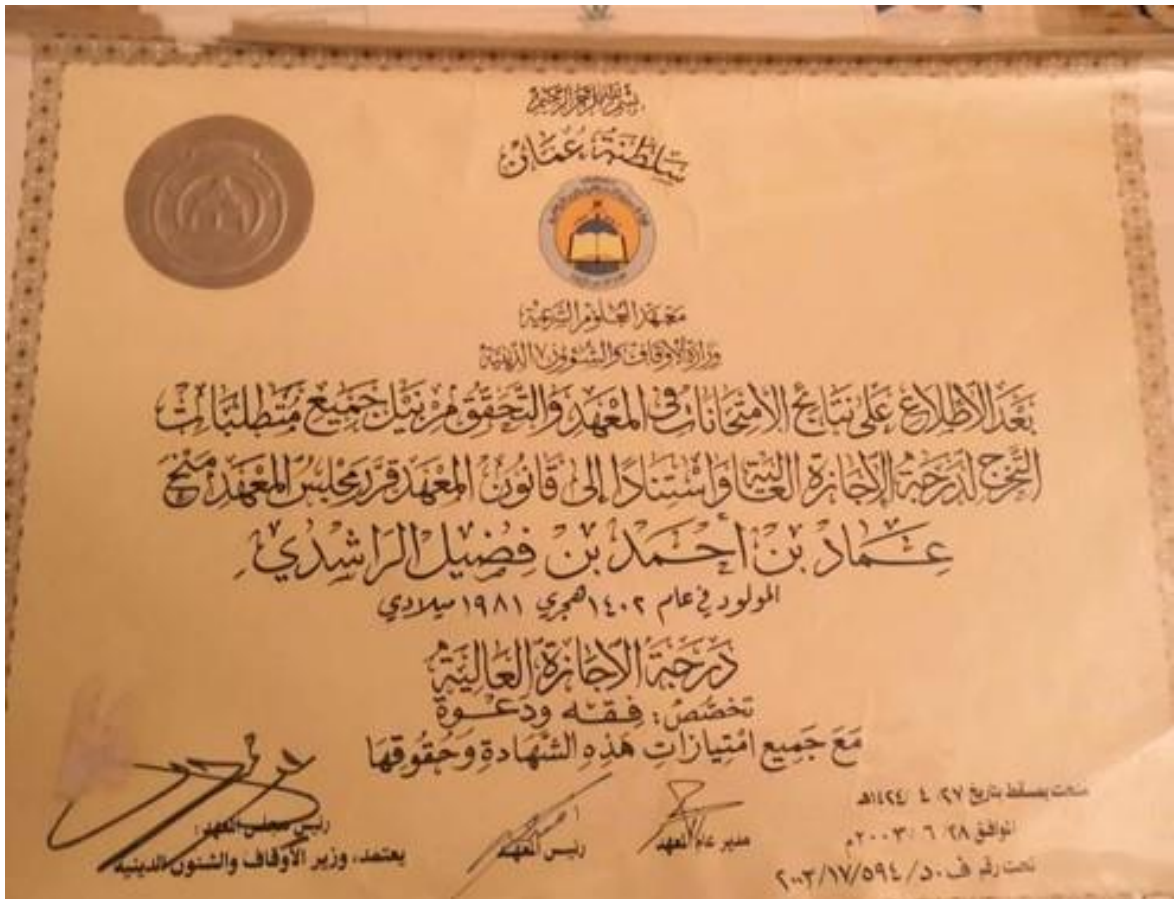 بسم الله الرحمن الرحيم
سلطنة عمان
معهد العلوم الشرعية
وزارة الأوقاف والشؤون الدينية
بعد الاطلاع على نتائج الامتحانات في المعهد والتحقق من نيل جميع متطلبات
التخرج لدرجة الإجازة العالية واستنادًا إلى قانون المعهد قرر مجلس المعهد منح
عماد بن أحمد بن فضيل الراشدي
المولود في عام ١٤٠٢ هجري ١٩٨١ ميلادي
درجة الإجازة العالية
تخصص: فقه ودعوة
مع جميع امتيازات هذه الشهادة وحقوقها
منحت بمسقط بتاريخ ٢٧/ ٤ /١٤٢٤هـ
الموافق ٢٨/ ٦ /٢٠٠٣م
تحت رقم ف.د/٥٩٤/١٧/٢٠٠٣
مدير عام المعهد
رئيس المعهد
رئيس مجلس المعهد:
يعتمد، وزير الأوقاف والشئون الدينية